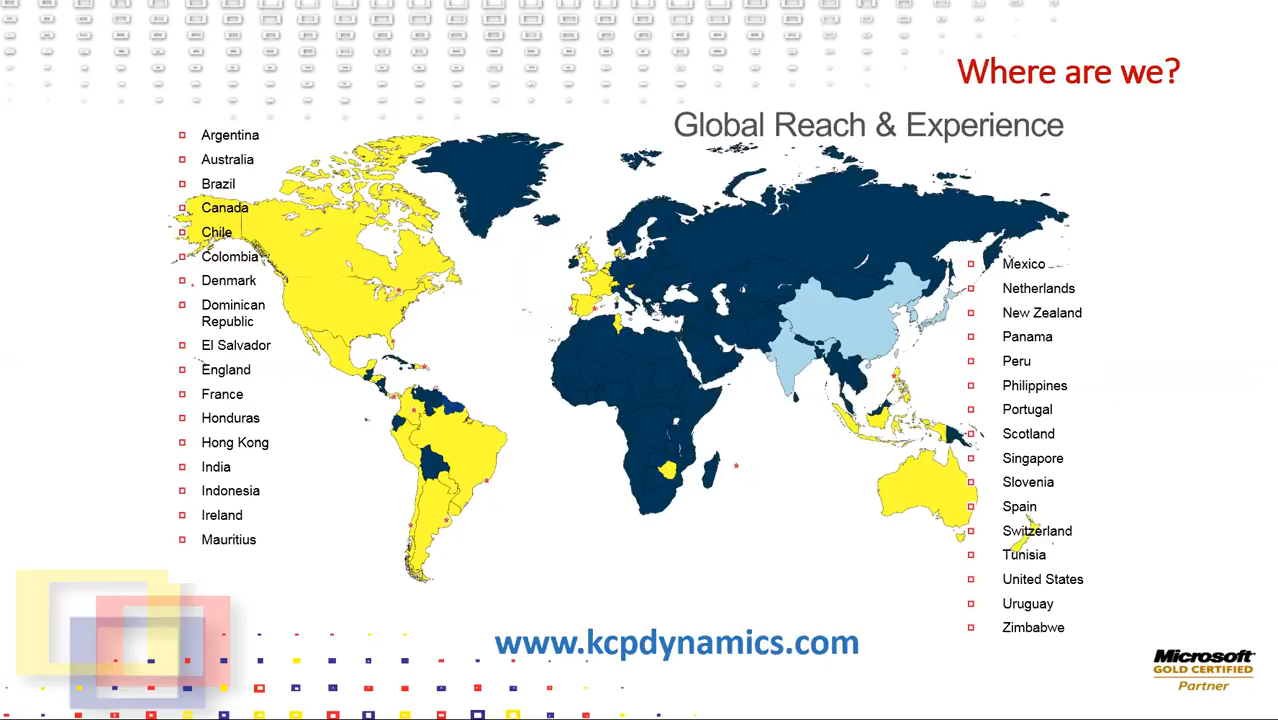 Where are we?
Global Reach & Experience
Argentina
Australia
Brazil
Canada
Chile
Colombia
Denmark
Dominican
Republic
El Salvador
England
France
Honduras
Hong Kong
India
Indonesia
Ireland
Mauritius
Mexico
Netherlands
New Zealand
Panama
Peru
Philippines
Portugal
Scotland
Singapore
Slovenia
Spain
Switzerland
Tunisia
United States
Uruguay
Zimbabwe
www.kcpdynamics.com
Microsoft
GOLD CERTIFIED
Partner